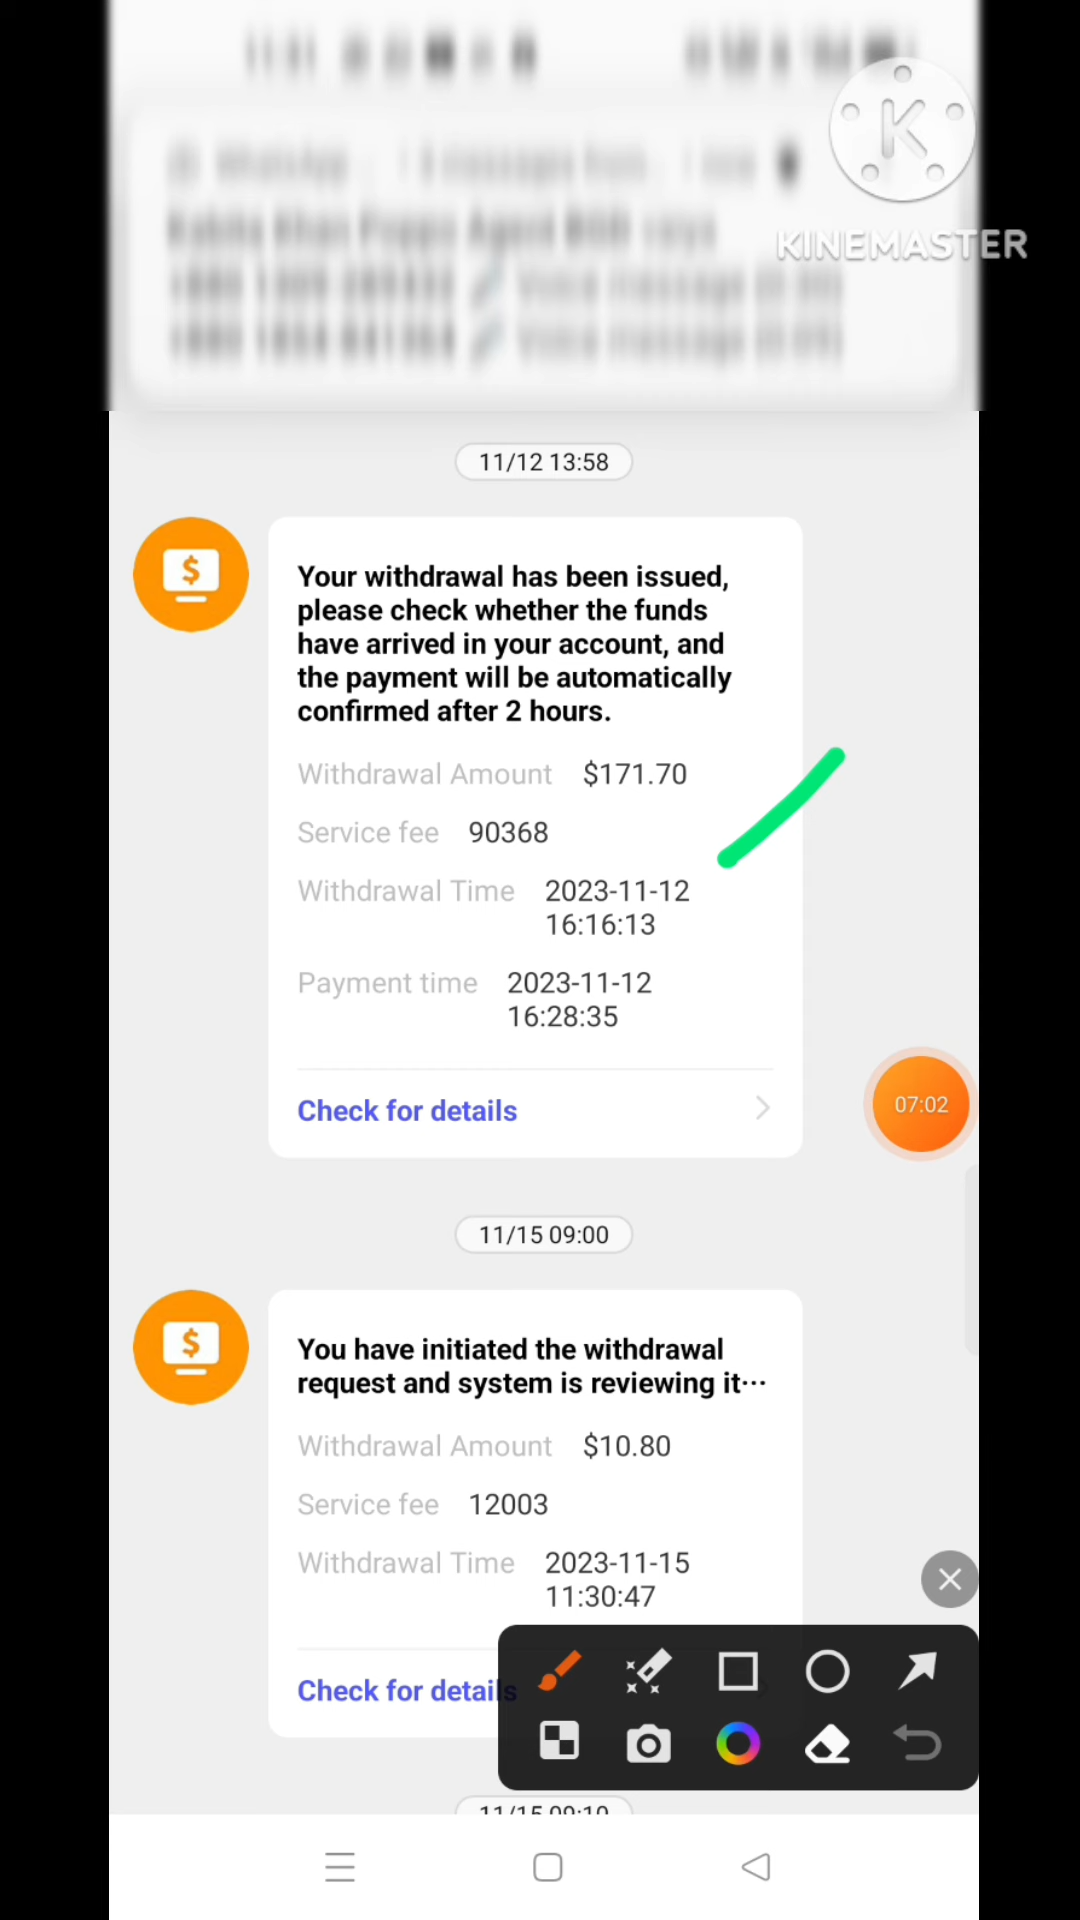 KINEMASTER
11/12 13:58
Your withdrawal has been issued,
please check whether the funds
have arrived in your account, and
the payment will be automatically
confirmed after 2 hours.
Withdrawal Amount $171.70
Service fee 90368
Withdrawal Time 2023-11-12
16:16:13
Payment time 2023-11-12
16:28:35
Check for details
07:02
11/15 09:00
You have initiated the withdrawal
request and system is reviewing it···
Withdrawal Amount $10.80
Service fee 12003
Withdrawal Time 2023-11-15
11:30:47
Check for details
11/15 09:10